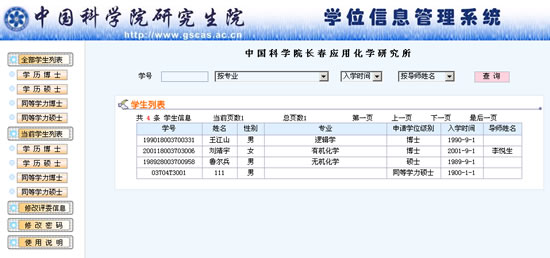 中国科学院研究生院
http://www.gscas.ac.cn
学位信息管理系统
中国科学院长春应用化学研究所
全部学生列表
学 历 博 士
学 历 硕 士
同等学力博士
同等学力硕士
当前学生列表
学 历 博 士
学 历 硕 士
同等学力博士
同等学力硕士
修改评委信息
修 改 密 码
使 用 说 明
学号 按专业 入学时间 按导师姓名 查 询
学生列表
共 4 条 学生信息 当前页数1 总页数1 第一页 上一页 下一页 最后一页
学号 姓名 性别 专业 申请学位级别 入学时间 导师姓名
199018003700331 王江山 男 逻辑学 博士 1990-9-1
200118003703006 刘靖宇 女 有机化学 博士 2001-9-1 李悦生
198928003700958 鲁尔兵 男 无机化学 硕士 1989-9-1
03T04T3001 111 男 同等学力硕士 1900-1-1